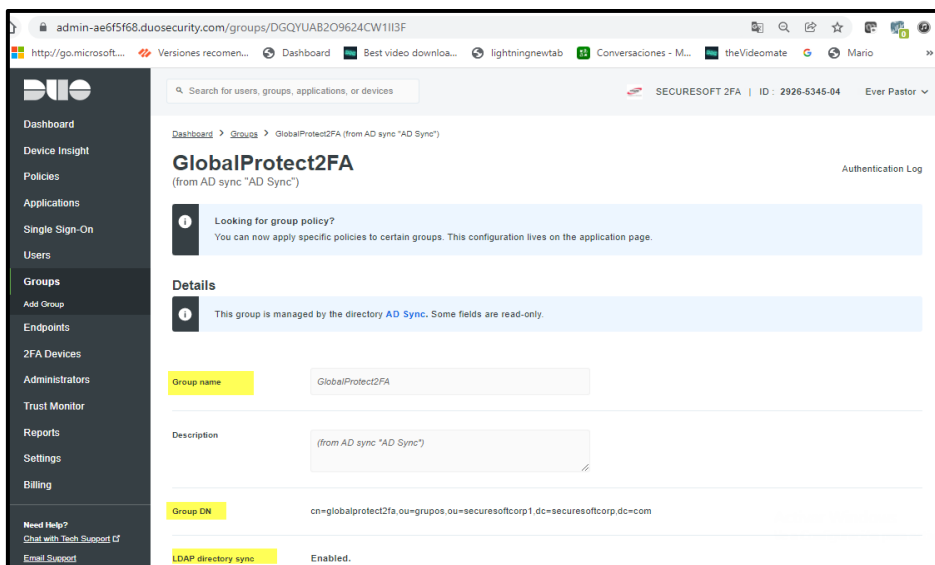 admin-ae6f5f68.duosecurity.com/groups/DGQYUAB2O9624CW1II3F
http://go.microsoft.... Versiones recomen... Dashboard Best video downloa... lightningnewtab Conversaciones - M... theVideomate Mario »
DUO
Search for users, groups, applications, or devices
SECURESOFT 2FA | ID : 2926-5345-04 Ever Pastor
Dashboard
Device Insight
Policies
Applications
Single Sign-On
Users
Groups
Add Group
Endpoints
2FA Devices
Administrators
Trust Monitor
Reports
Settings
Billing
Need Help?
Chat with Tech Support
Email Support
Dashboard > Groups > GlobalProtect2FA (from AD sync "AD Sync")
GlobalProtect2FA
(from AD sync "AD Sync")
Authentication Log
Looking for group policy?
You can now apply specific policies to certain groups. This configuration lives on the application page.
Details
This group is managed by the directory AD Sync. Some fields are read-only.
Group name GlobalProtect2FA
Description (from AD sync "AD Sync")
Group DN cn=globalprotect2fa,ou=grupos,ou=securesoftcorp1,dc=securesoftcorp,dc=com
LDAP directory sync Enabled.